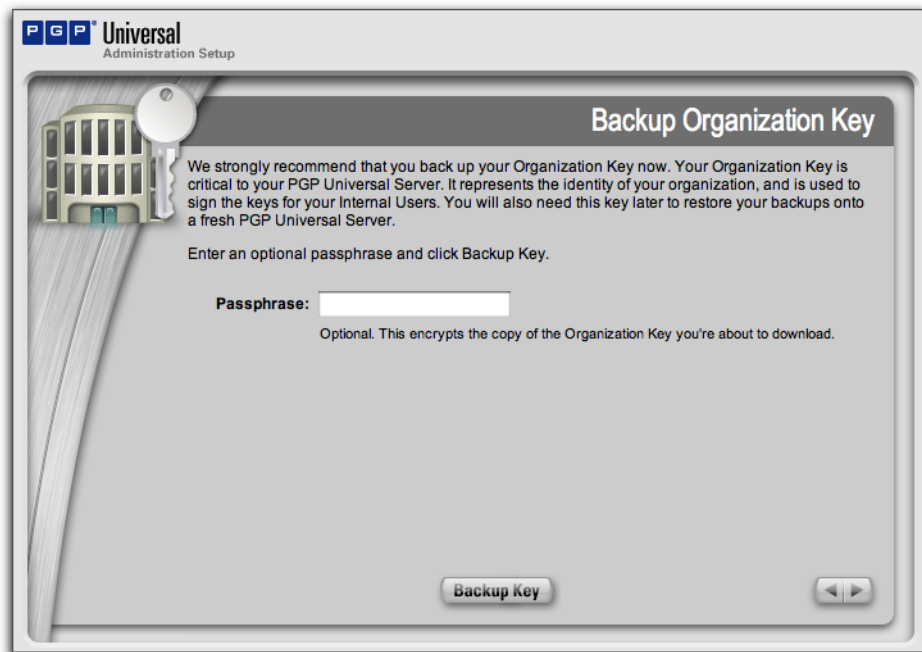 PGP® Universal
Administration Setup
Backup Organization Key
We strongly recommend that you back up your Organization Key now. Your Organization Key is
critical to your PGP Universal Server. It represents the identity of your organization, and is used to
sign the keys for your Internal Users. You will also need this key later to restore your backups onto
a fresh PGP Universal Server.
Enter an optional passphrase and click Backup Key.
Passphrase:
Optional. This encrypts the copy of the Organization Key you're about to download.
Backup Key